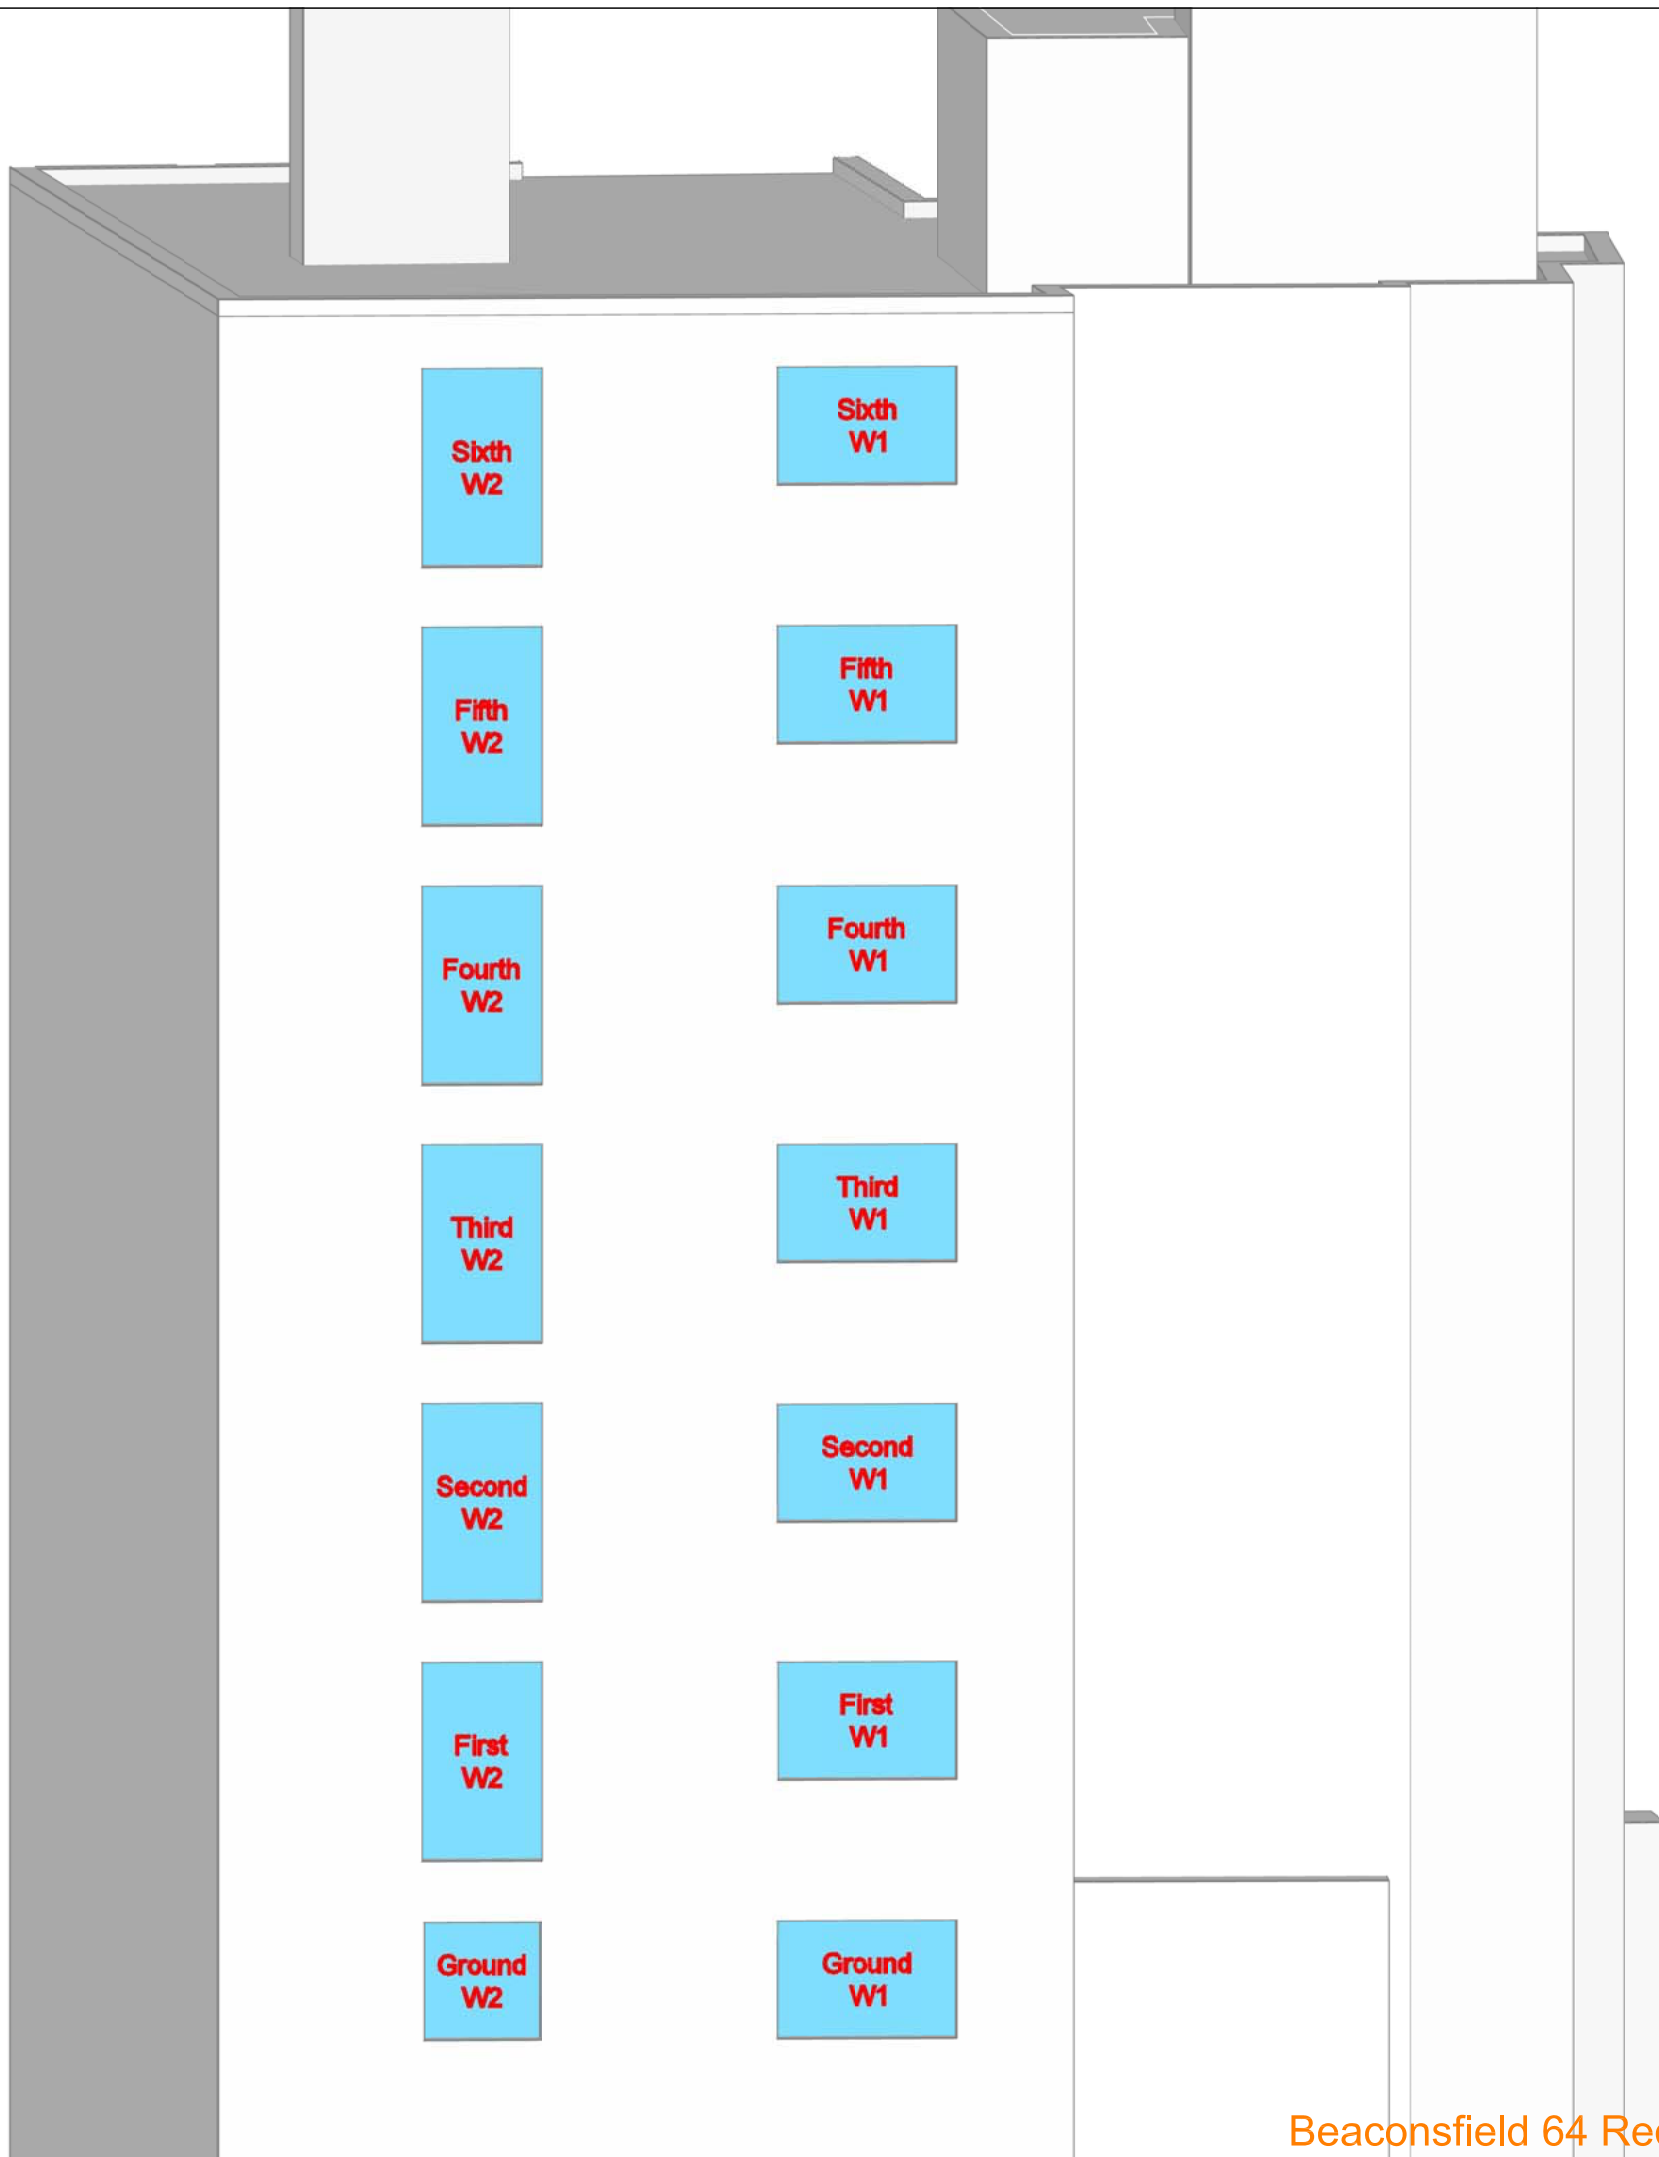 Sixth
W2
Sixth
W1
Fifth
W2
Fifth
W1
Fourth
W2
Fourth
W1
Third
W2
Third
W1
Second
W2
Second
W1
First
W2
First
W1
Ground
W2
Ground
W1
Beaconsfield 64